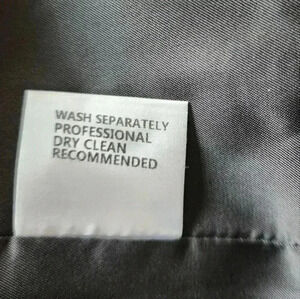 WASH SEPARATELY
PROFESSIONAL
DRY CLEAN
RECOMMENDED